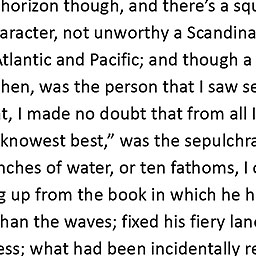 horizon though, and there's a squ
aracter, not unworthy a Scandina
Atlantic and Pacific; and though a
hen, was the person that I saw se
t, I made no doubt that from all I
knowest best,” was the sepulchra
nches of water, or ten fathoms, I c
g up from the book in which he h
han the waves; fixed his fiery lanc
ess; what had been incidentally re